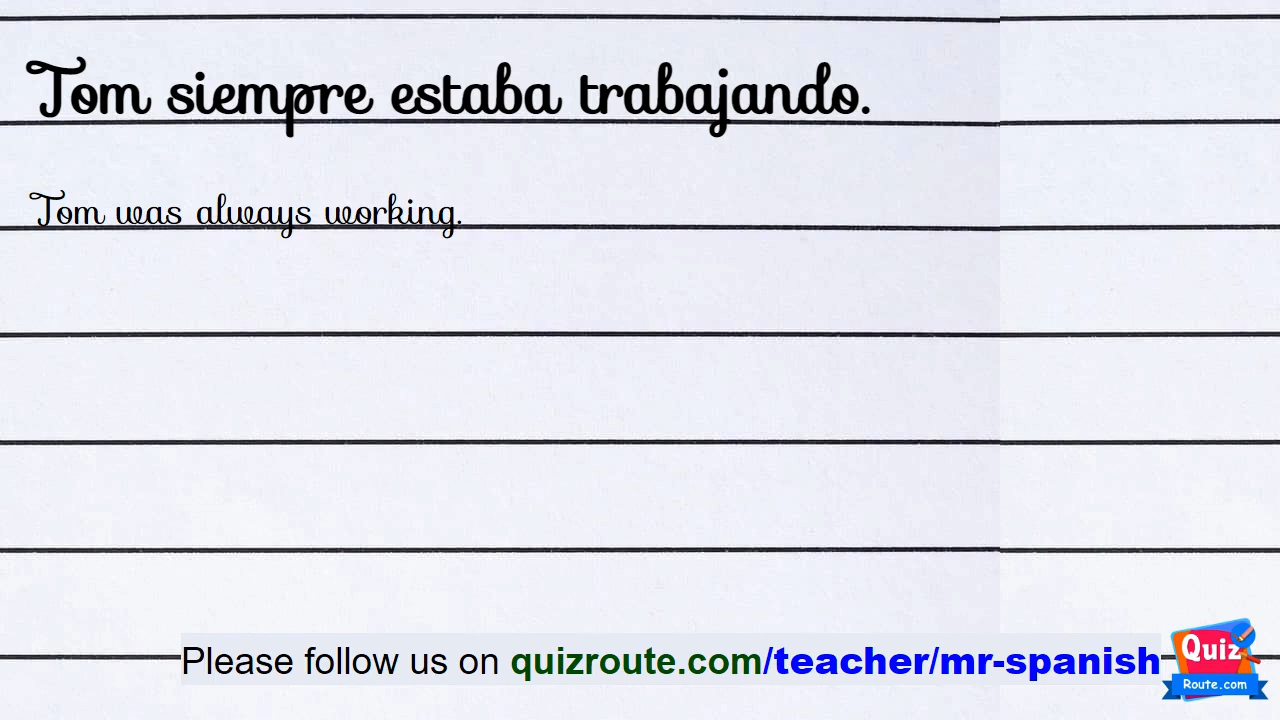 Tom siempre estaba trabajando.
Tom was always working.
Please follow us on quizroute.com/teacher/mr-spanish
Quiz
Route.com